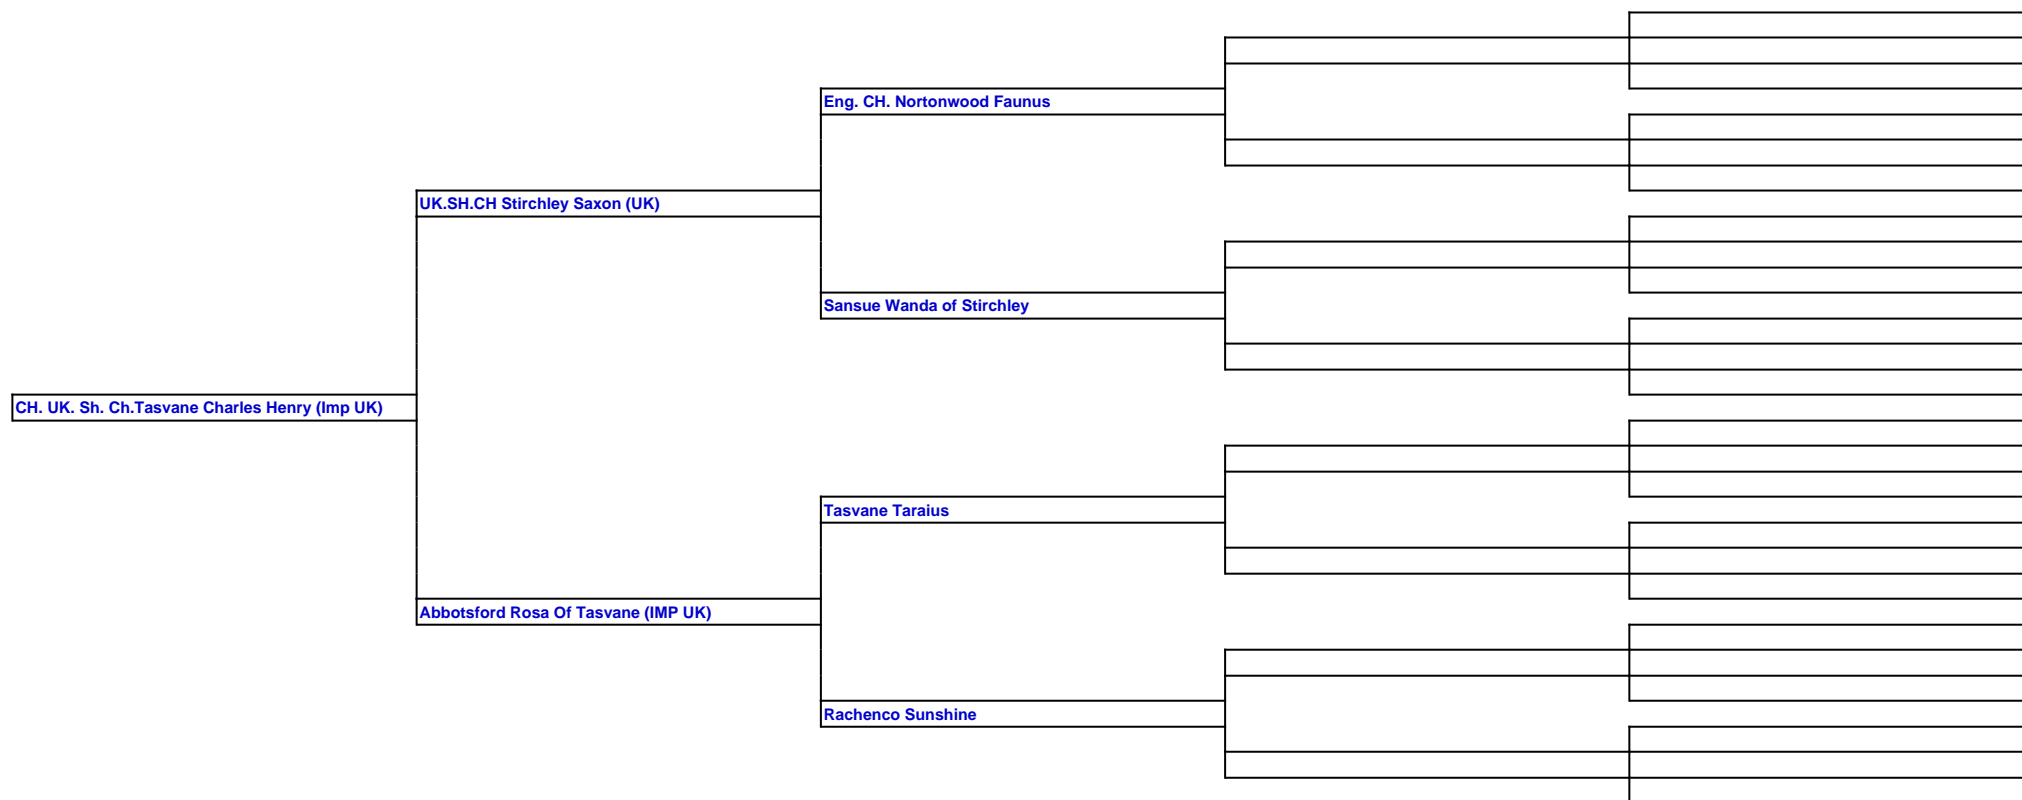 Eng. CH. Nortonwood Faunus
UK.SH.CH Stirchley Saxon (UK)
Sansue Wanda of Stirchley
CH. UK. Sh. Ch.Tasvane Charles Henry (Imp UK)
Tasvane Taraius
Abbotsford Rosa Of Tasvane (IMP UK)
Rachenco Sunshine